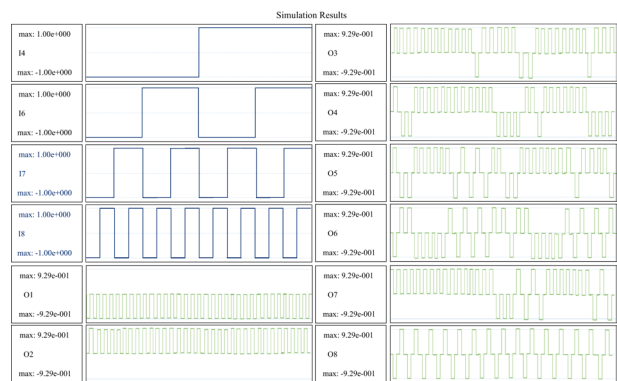 Simulation Results
max: 1.00e+000
I4
max: -1.00e+000
max: 1.00e+000
I6
max: -1.00e+000
max: 1.00e+000
I7
max: -1.00e+000
max: 1.00e+000
I8
max: -1.00e+000
max: 9.29e-001
O1
max: -9.29e-001
max: 9.29e-001
O2
max: -9.29e-001
max: 9.29e-001
O3
max: -9.29e-001
max: 9.29e-001
O4
max: -9.29e-001
max: 9.29e-001
O5
max: -9.29e-001
max: 9.29e-001
O6
max: -9.29e-001
max: 9.29e-001
O7
max: -9.29e-001
max: 9.29e-001
O8
max: -9.29e-001